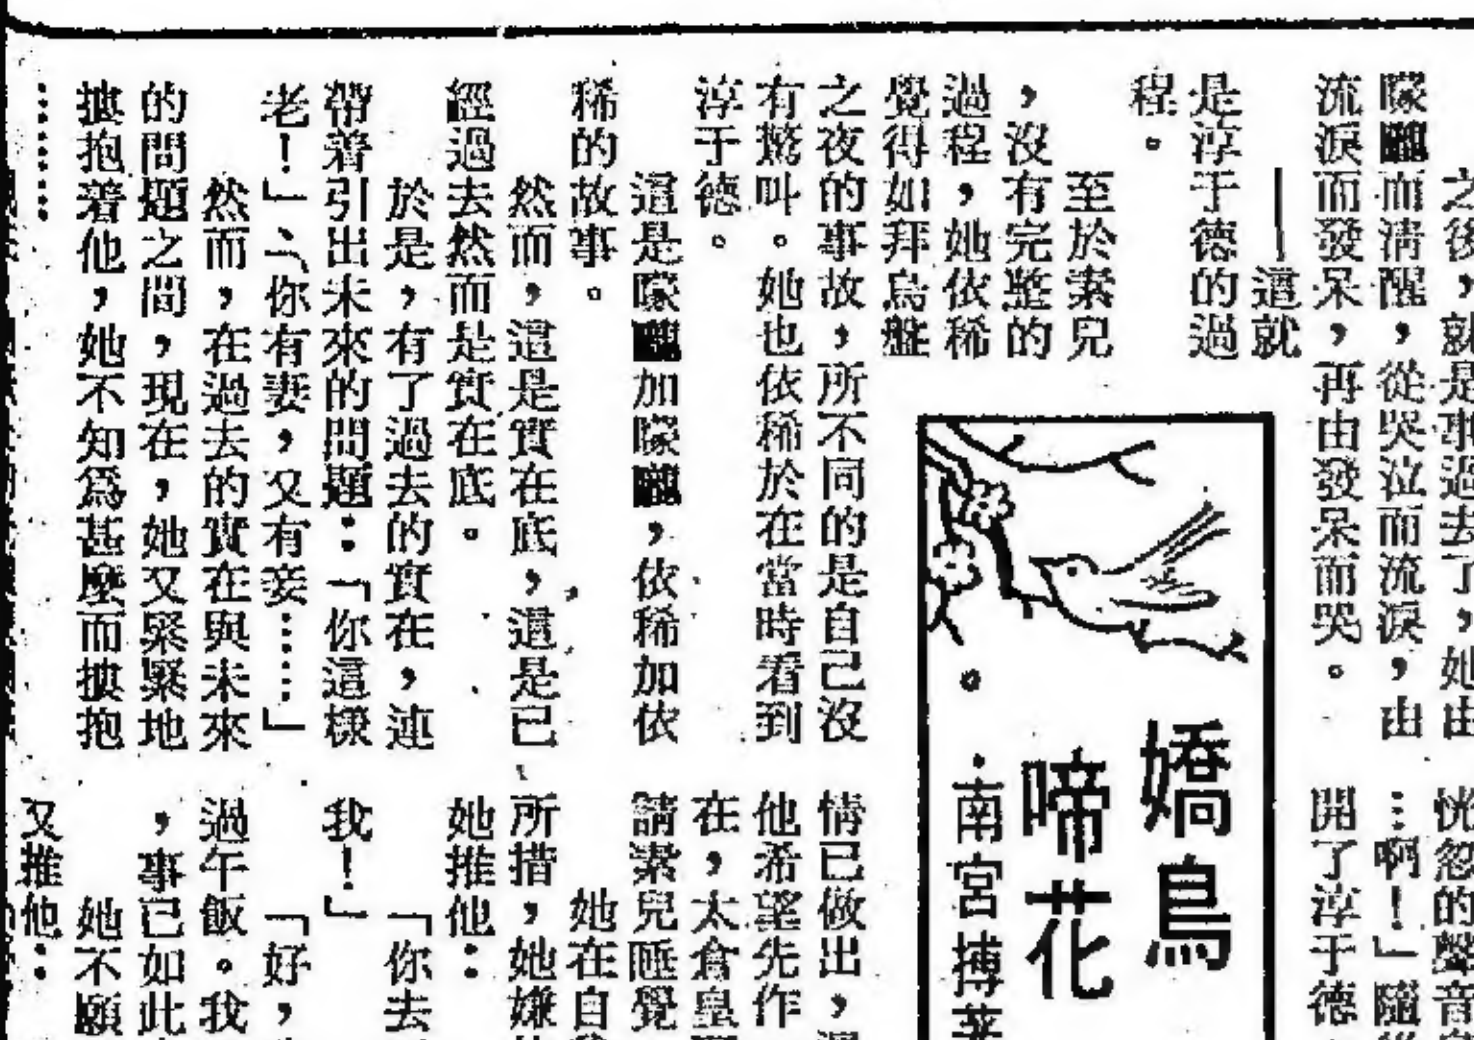 之後，就是事過去了，她由
朦朧而清醒，從哭泣而流淚，由
流淚而發呆，再由發呆而哭。
——這就
是淳于德的過
程。
至於素兒
，沒有完整的
過程，她依稀
覺得如拜烏盤
之夜的事故，所不同的是自己沒
有驚叫。她也依稀於在當時看到
淳于德。
這是朦朧加朦朧，依稀加依
稀的故事。
然而，這是實在底，這是已
經過去然而是實在底。
於是，有了過去的實在，連
帶着引出未來的問題：「你這樣
老！」、「你有妻，又有妾……」
然而，在過去的實在與未來
的問題之間，現在，她又緊緊地
摟抱着他，她不知爲甚麼而摟抱
……
嬌鳥
啼花
·南宮搏著
恍忽的聲音
…啊！」隨
開了淳于德
情已做出，
他希望先作
在，太倉皇
請素兒睡覺
她在自
所措，她嫌
她推他：
「你去
我！」
「好，
過午飯。我
，事已如此
她不願
又推他：